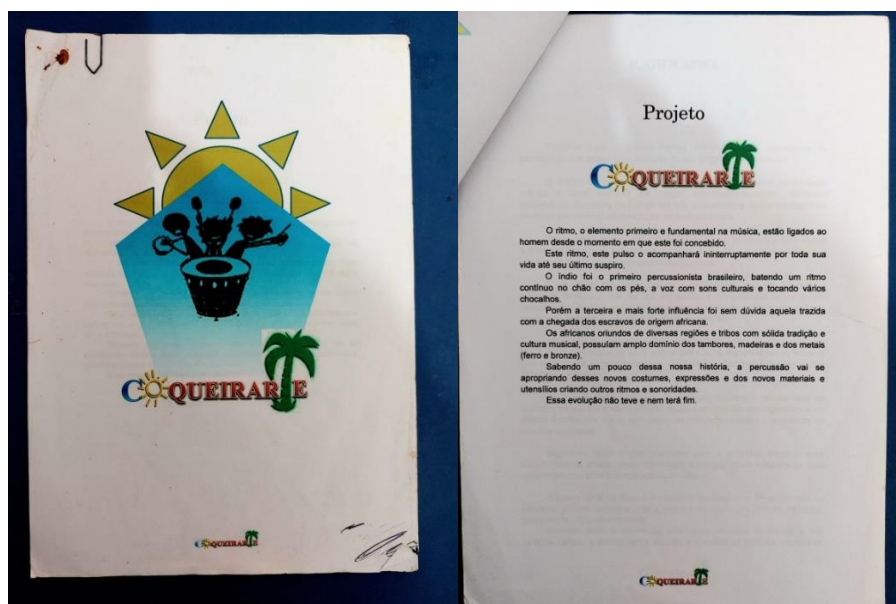 COQUEIRARTE
COQUEIRARTE
Projeto
COQUEIRARTE
O ritmo, o elemento primeiro e fundamental na música, estão ligados ao
homem desde o momento em que este foi concebido.
Este ritmo, este pulso o acompanhará ininterruptamente por toda sua
vida até seu último suspiro.
O índio foi o primeiro percussionista brasileiro, batendo um ritmo
contínuo no chão com os pés, a voz com sons culturais e tocando vários
chocalhos.
Porém a terceira e mais forte influência foi sem dúvida aquela trazida
com a chegada dos escravos de origem africana.
Os africanos oriundos de diversas regiões e tribos com sólida tradição e
cultura musical, possuíam amplo domínio dos tambores, madeiras e dos metais
(ferro e bronze).
Sabendo um pouco dessa nossa história, a percussão vai se
apropriando desses novos costumes, expressões e dos novos materiais e
utensílios criando outros ritmos e sonoridades.
Essa evolução não teve e nem terá fim.
COQUEIRARTE